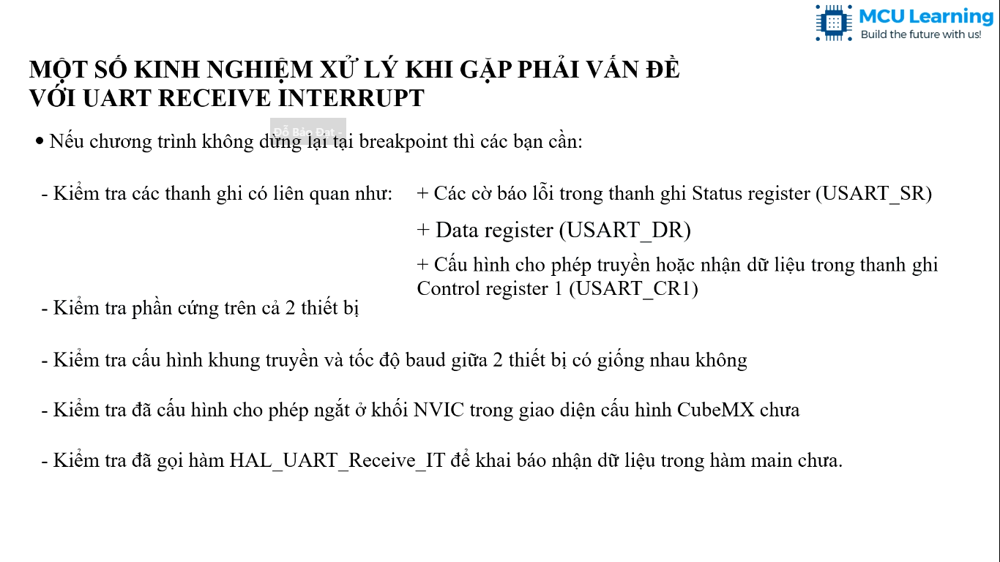 MCU Learning
Build the future with us!
MỘT SỐ KINH NGHIỆM XỬ LÝ KHI GẶP PHẢI VẤN ĐỀ
VỚI UART RECEIVE INTERRUPT
Đỗ Bảo Đạt -
• Nếu chương trình không dừng lại tại breakpoint thì các bạn cần:
- Kiểm tra các thanh ghi có liên quan như:
+ Các cờ báo lỗi trong thanh ghi Status register (USART_SR)
+ Data register (USART_DR)
+ Cấu hình cho phép truyền hoặc nhận dữ liệu trong thanh ghi
Control register 1 (USART_CR1)
- Kiểm tra phần cứng trên cả 2 thiết bị
- Kiểm tra cấu hình khung truyền và tốc độ baud giữa 2 thiết bị có giống nhau không
- Kiểm tra đã cấu hình cho phép ngắt ở khối NVIC trong giao diện cấu hình CubeMX chưa
- Kiểm tra đã gọi hàm HAL_UART_Receive_IT để khai báo nhận dữ liệu trong hàm main chưa.